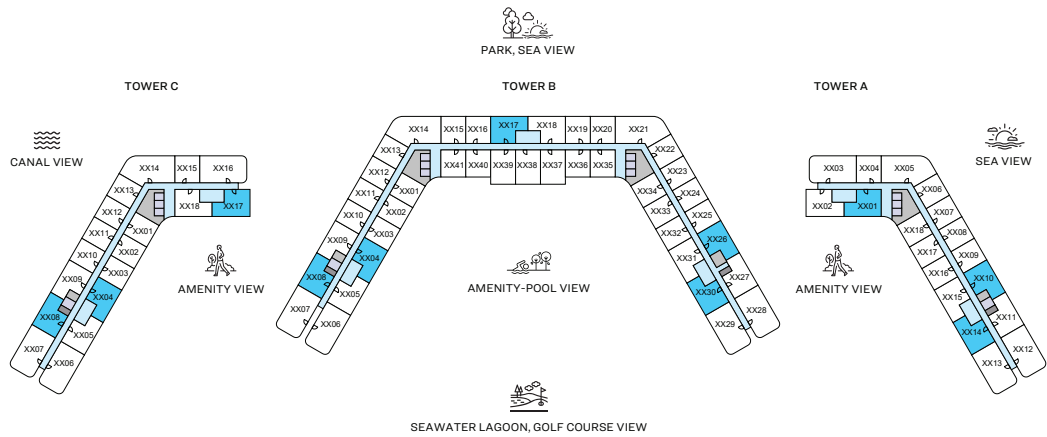 PARK, SEA VIEW
TOWER C
TOWER B
TOWER A
CANAL VIEW
SEA VIEW
XX14
XX15
XX16
XX13
XX12
XX11
XX10
XX09
XX08
XX07
XX06
XX05
XX04
XX03
XX02
XX01
XX18
XX17
AMENITY VIEW
XX14
XX15
XX16
XX17
XX18
XX19
XX20
XX21
XX13
XX12
XX11
XX10
XX09
XX08
XX07
XX06
XX05
XX04
XX03
XX02
XX01
XX41
XX40
XX39
XX38
XX37
XX36
XX35
XX22
XX23
XX24
XX25
XX26
XX27
XX28
XX29
XX30
XX31
XX32
XX33
XX34
AMENITY-POOL VIEW
XX03
XX04
XX05
XX02
XX01
XX06
XX07
XX08
XX09
XX10
XX11
XX12
XX13
XX14
XX15
XX16
XX17
XX18
AMENITY VIEW
SEAWATER LAGOON, GOLF COURSE VIEW